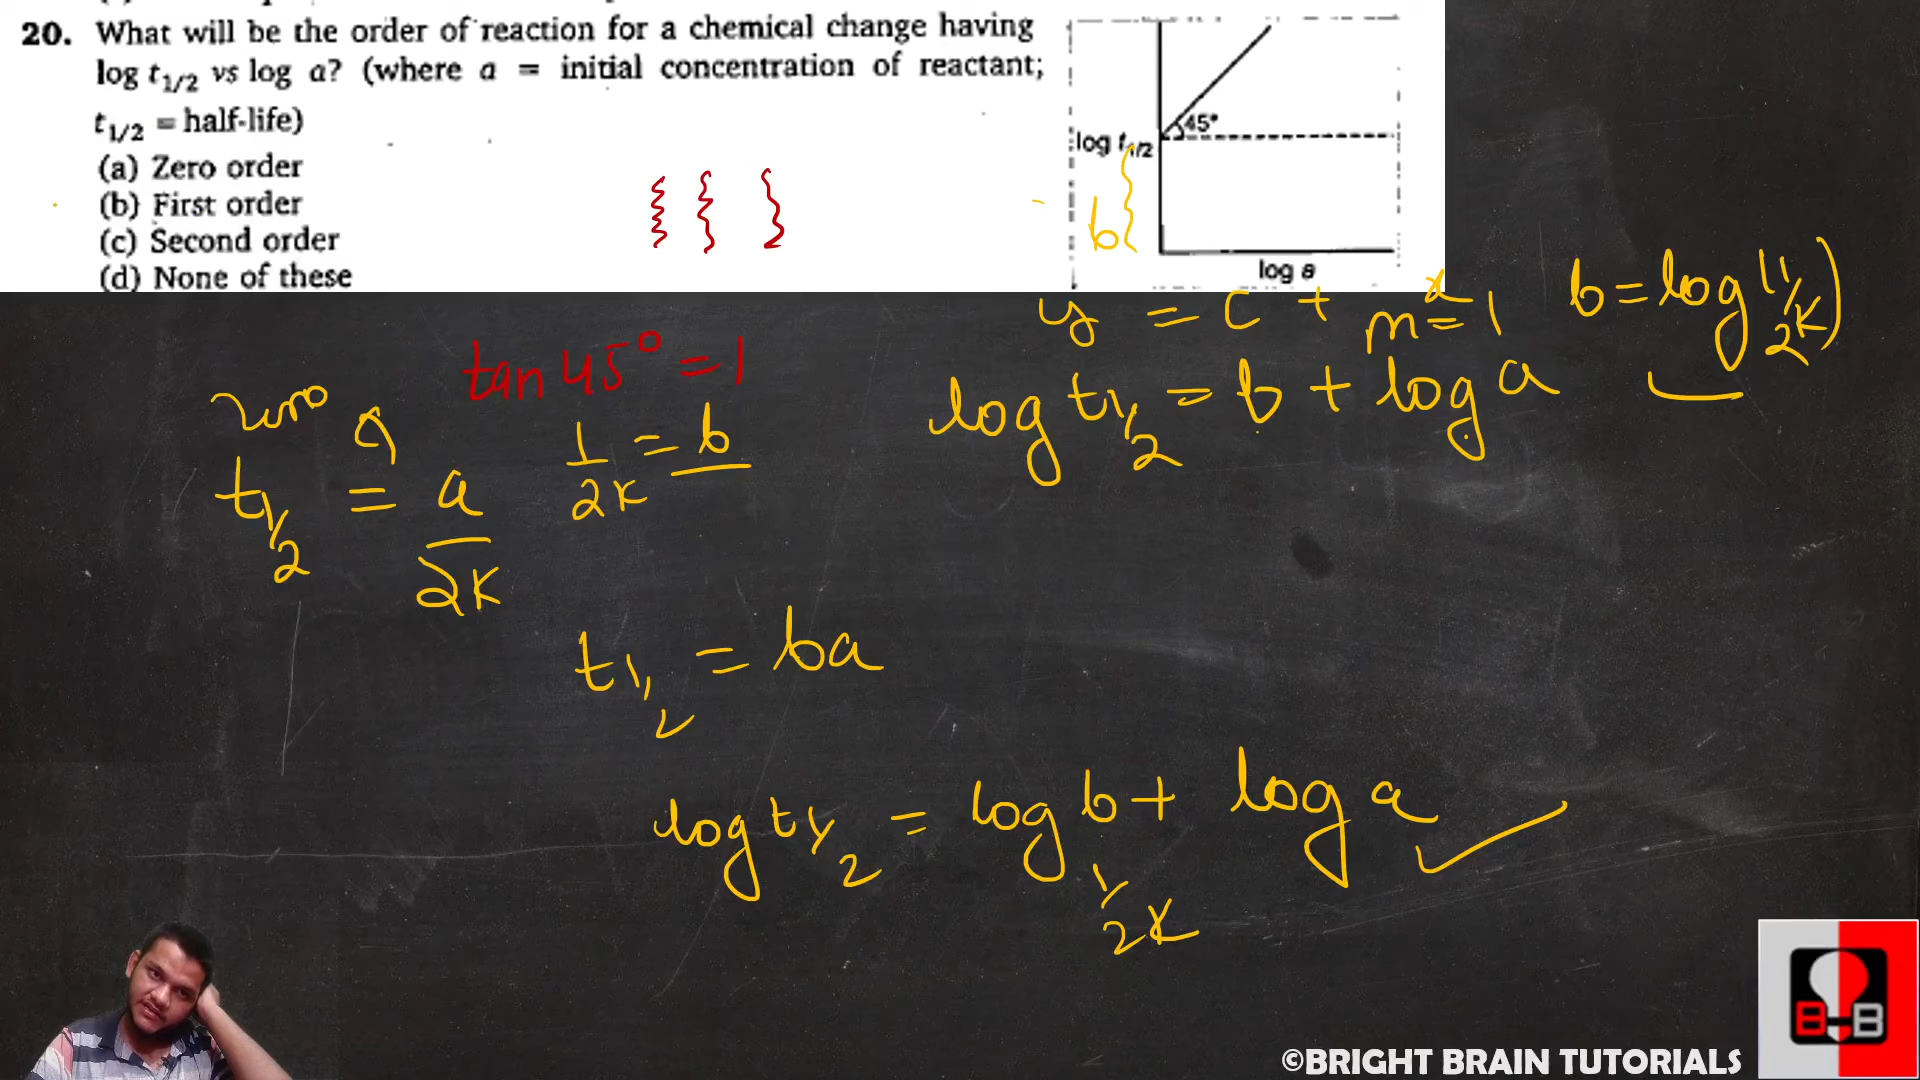 20. What will be the order of reaction for a chemical change having
log t1/2 vs log a? (where a = initial concentration of reactant;
t1/2 = half-life)
(a) Zero order
(b) First order
(c) Second order
(d) None of these
45°
log t1/2
b
log a
y = c + m x
m = 1
b = log(1/2K)
tan 45° = 1
zero
t1/2 = a/2K
1/2K = b
log t1/2 = b + log a
t1/2 = ba
log t1/2 = log b + log a
1/2K
B B
©BRIGHT BRAIN TUTORIALS